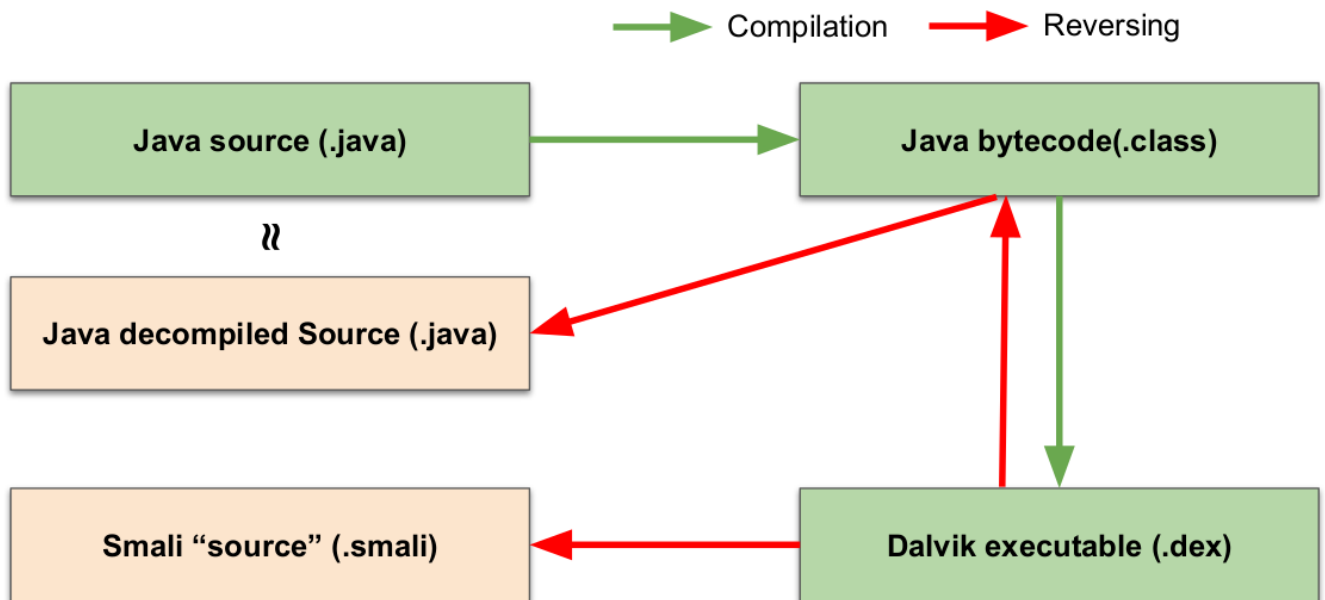 Compilation
Reversing
Java source (.java)
Java bytecode(.class)
≈
Java decompiled Source (.java)
Smali “source” (.smali)
Dalvik executable (.dex)